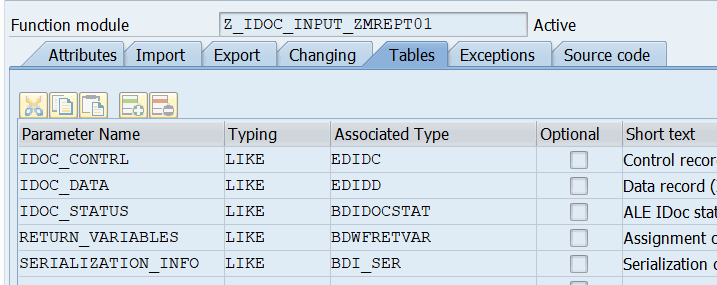 Function module Z_IDOC_INPUT_ZMREPT01 Active
Attributes Import Export Changing Tables Exceptions Source code
Parameter Name Typing Associated Type Optional Short text
IDOC_CONTRL LIKE EDIDC Control recor
IDOC_DATA LIKE EDIDD Data record (
IDOC_STATUS LIKE BDIDOCSTAT ALE IDoc stat
RETURN_VARIABLES LIKE BDWFRETVAR Assignment o
SERIALIZATION_INFO LIKE BDI_SER Serialization o